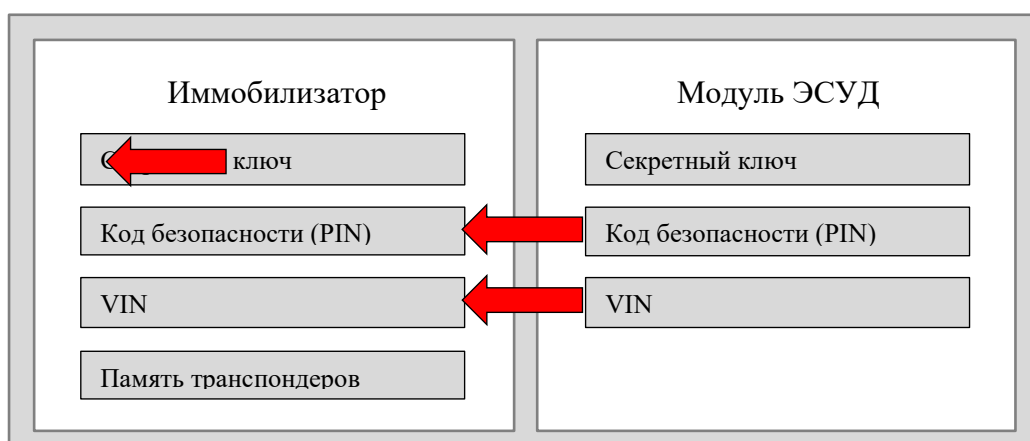 Иммобилизатор
ключ
Код безопасности (PIN)
VIN
Память транспондеров
Модуль ЭСУД
Секретный ключ
Код безопасности (PIN)
VIN